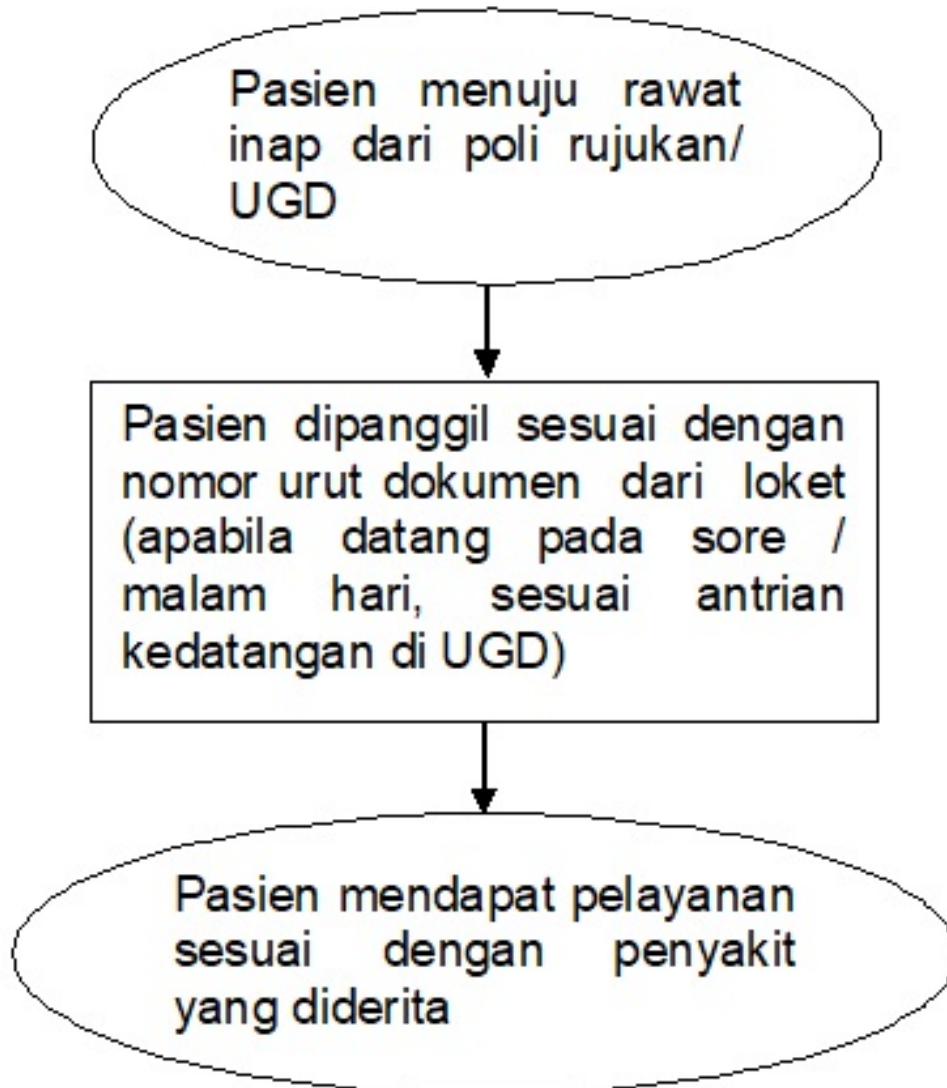 Pasien menuju rawat
inap dari poli rujukan/
UGD
Pasien dipanggil sesuai dengan
nomor urut dokumen dari loket
(apabila datang pada sore /
malam hari, sesuai antrian
kedatangan di UGD)
Pasien mendapat pelayanan
sesuai dengan penyakit
yang diderita